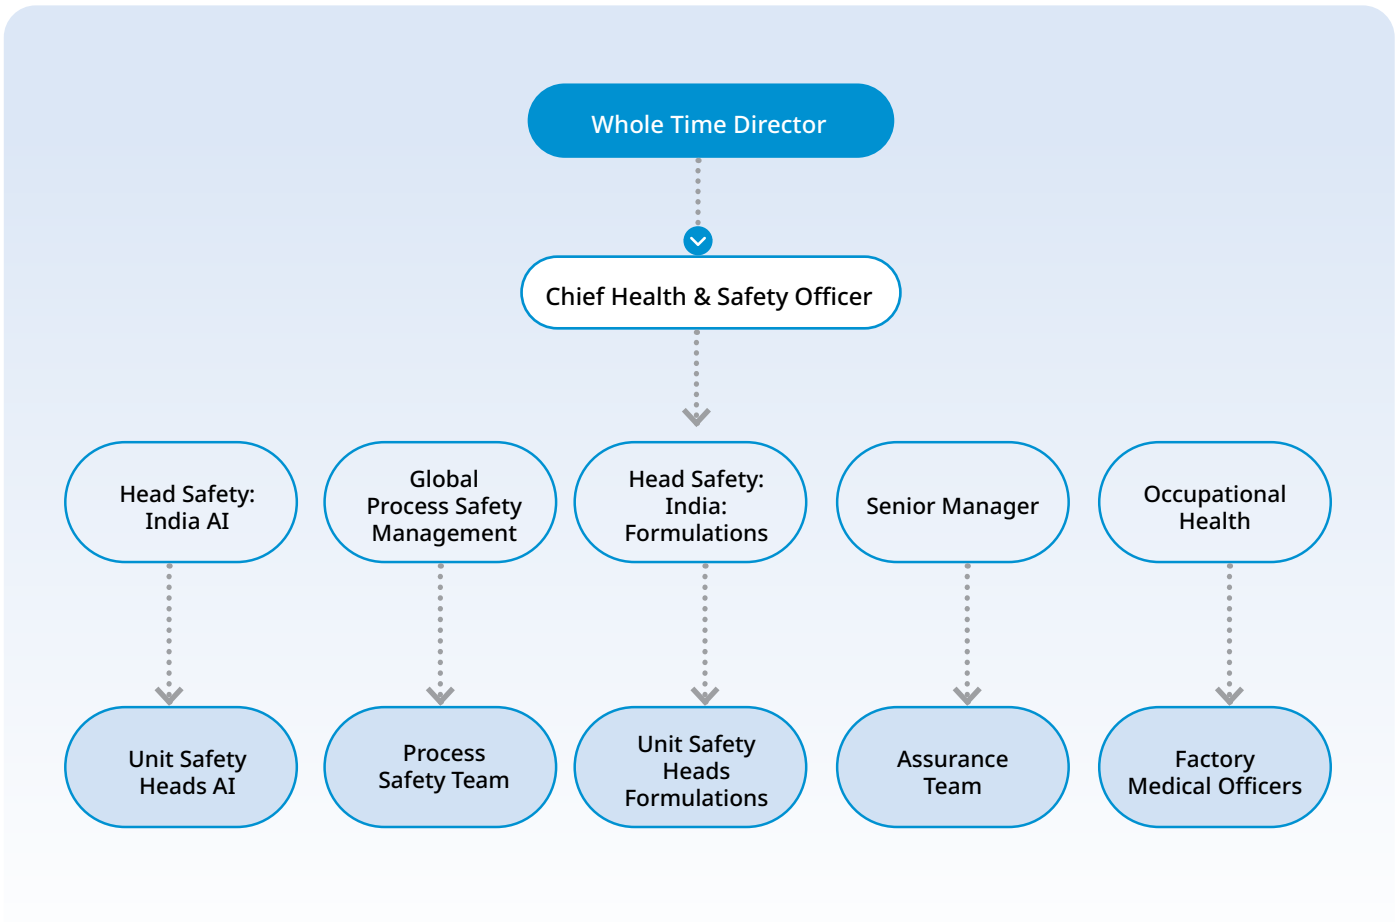 Whole Time Director
Chief Health & Safety Officer
Head Safety:
India AI
Global
Process Safety
Management
Head Safety:
India:
Formulations
Senior Manager
Occupational
Health
Unit Safety
Heads AI
Process
Safety Team
Unit Safety
Heads
Formulations
Assurance
Team
Factory
Medical Officers